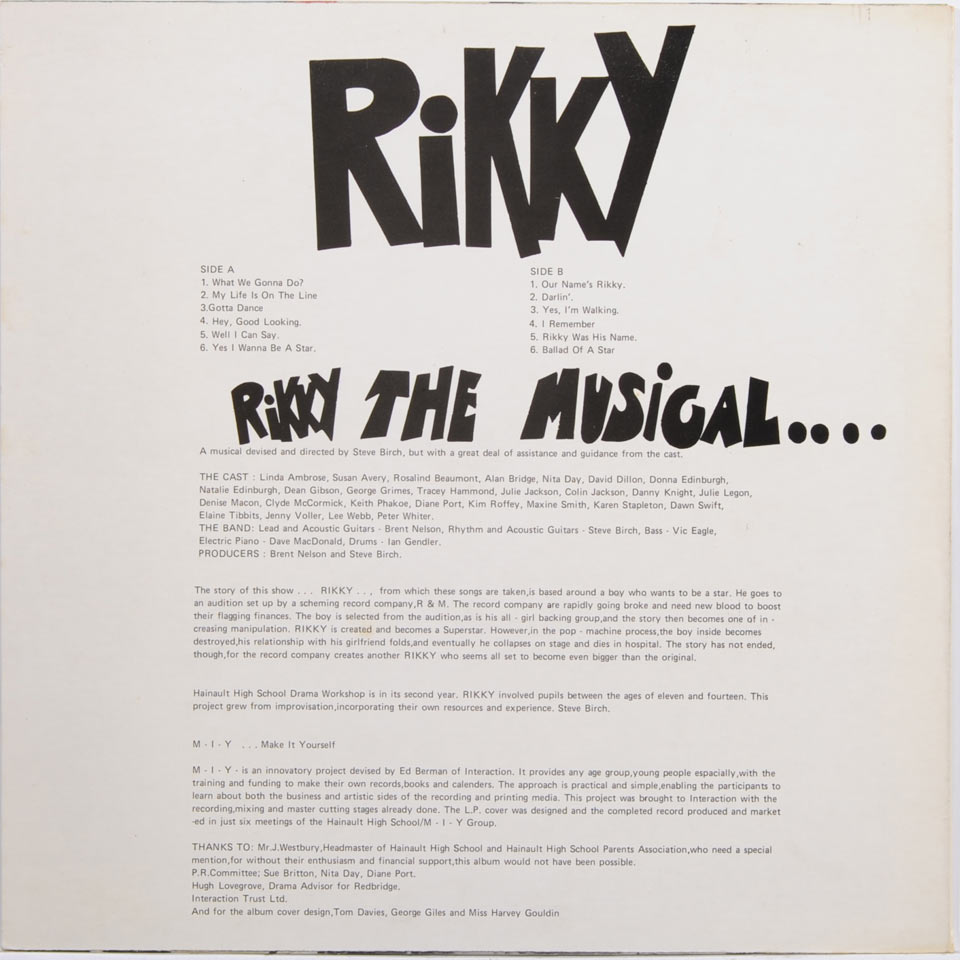 RiKKY
SIDE A
1. What We Gonna Do?
2. My Life Is On The Line
3.Gotta Dance
4. Hey, Good Looking.
5. Well I Can Say.
6. Yes I Wanna Be A Star.
SIDE B
1. Our Name's Rikky.
2. Darlin'.
3. Yes, I'm Walking.
4. I Remember
5. Rikky Was His Name.
6. Ballad Of A Star
RiKKY THE MUSiCAL....
A musical devised and directed by Steve Birch, but with a great deal of assistance and guidance from the cast.
THE CAST : Linda Ambrose, Susan Avery, Rosalind Beaumont, Alan Bridge, Nita Day, David Dillon, Donna Edinburgh,
Natalie Edinburgh, Dean Gibson, George Grimes, Tracey Hammond, Julie Jackson, Colin Jackson, Danny Knight, Julie Legon,
Denise Macon, Clyde McCormick, Keith Phakoe, Diane Port, Kim Roffey, Maxine Smith, Karen Stapleton, Dawn Swift,
Elaine Tibbits, Jenny Voller, Lee Webb, Peter Whiter.
THE BAND: Lead and Acoustic Guitars - Brent Nelson, Rhythm and Acoustic Guitars - Steve Birch, Bass - Vic Eagle,
Electric Piano - Dave MacDonald, Drums - Ian Gendler.
PRODUCERS : Brent Nelson and Steve Birch.
The story of this show . . . RIKKY . . , from which these songs are taken,is based around a boy who wants to be a star. He goes to
an audition set up by a scheming record company,R & M. The record company are rapidly going broke and need new blood to boost
their flagging finances. The boy is selected from the audition,as is his all - girl backing group,and the story then becomes one of in -
creasing manipulation. RIKKY is created and becomes a Superstar. However,in the pop - machine process,the boy inside becomes
destroyed,his relationship with his girlfriend folds,and eventually he collapses on stage and dies in hospital. The story has not ended,
though,for the record company creates another RIKKY who seems all set to become even bigger than the original.
Hainault High School Drama Workshop is in its second year. RIKKY involved pupils between the ages of eleven and fourteen. This
project grew from improvisation,incorporating their own resources and experience. Steve Birch.
M - I - Y . . . Make It Yourself
M - I - Y - is an innovatory project devised by Ed Berman of Interaction. It provides any age group,young people espacially,with the
training and funding to make their own records,books and calenders. The approach is practical and simple,enabling the participants to
learn about both the business and artistic sides of the recording and printing media. This project was brought to Interaction with the
recording,mixing and master cutting stages already done. The L.P. cover was designed and the completed record produced and market
-ed in just six meetings of the Hainault High School/M - I - Y Group.
THANKS TO: Mr.J.Westbury,Headmaster of Hainault High School and Hainault High School Parents Association,who need a special
mention,for without their enthusiasm and financial support,this album would not have been possible.
P.R.Committee; Sue Britton, Nita Day, Diane Port.
Hugh Lovegrove, Drama Advisor for Redbridge.
Interaction Trust Ltd.
And for the album cover design,Tom Davies, George Giles and Miss Harvey Gouldin